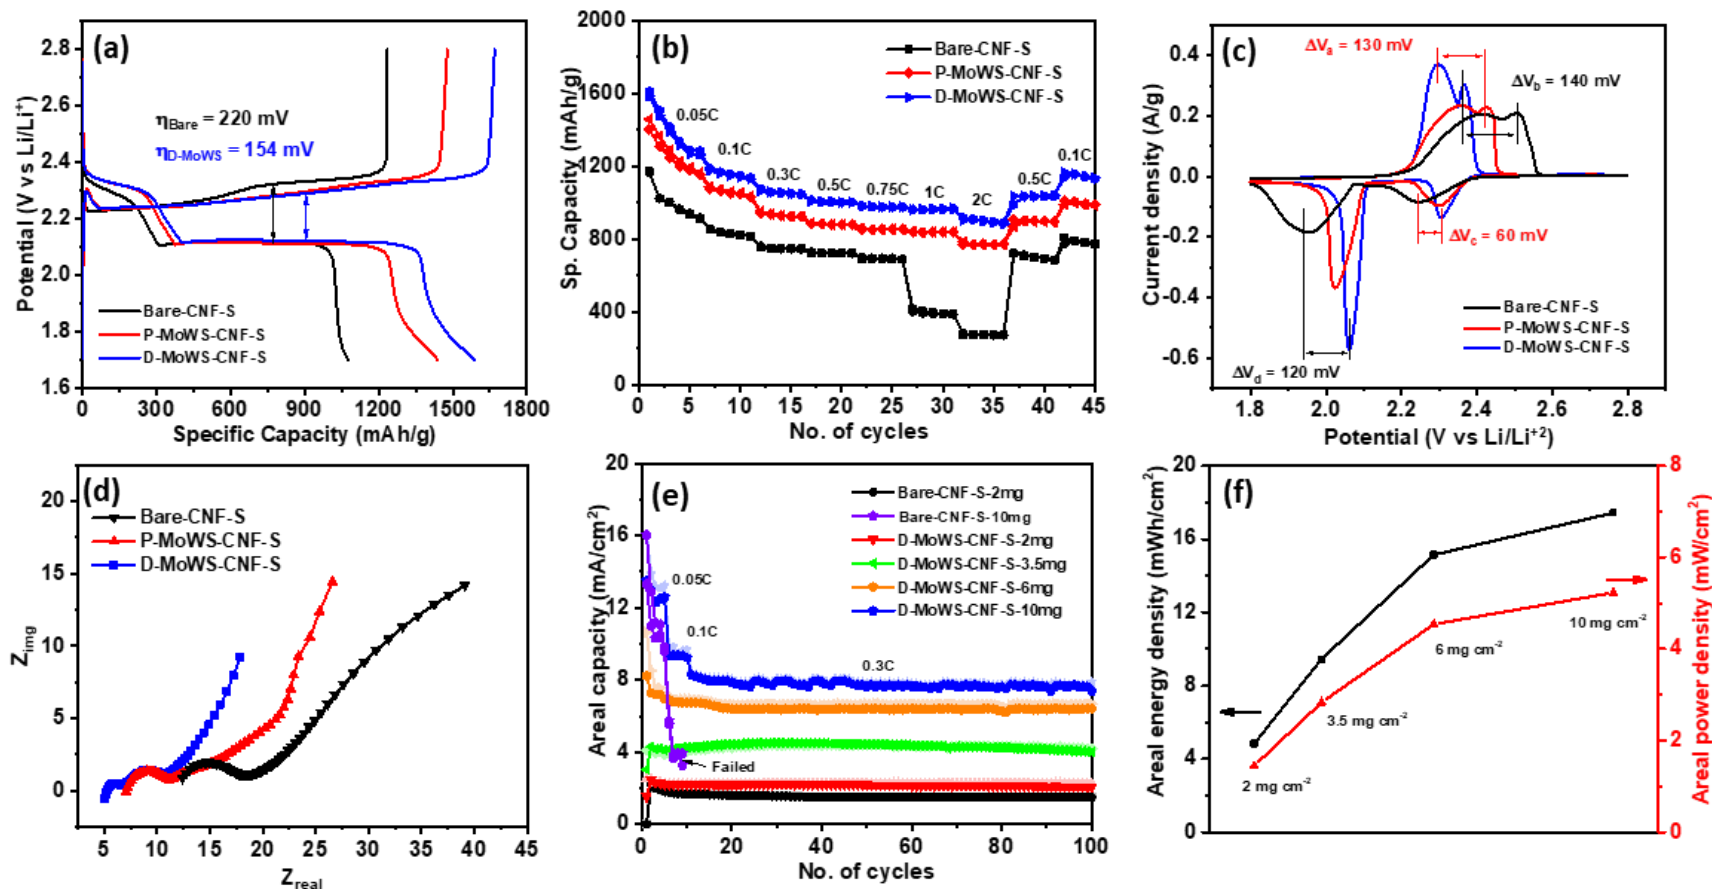 (a)
2.8
2.6
2.4
2.2
2.0
1.8
1.6
Potential (V vs Li/Li⁺)
ηBare = 220 mV
ηD-MoWS = 154 mV
Bare-CNF-S
P-MoWS-CNF-S
D-MoWS-CNF-S
0 300 600 900 1200 1500 1800
Specific Capacity (mAh/g)
(b)
2000
1600
1200
800
400
0
Sp. Capacity (mAh/g)
Bare-CNF-S
P-MoWS-CNF-S
D-MoWS-CNF-S
0.05C
0.1C
0.3C
0.5C
0.75C
1C
2C
0.5C
0.1C
0 5 10 15 20 25 30 35 40 45
No. of cycles
(c)
0.4
0.2
0.0
-0.2
-0.4
-0.6
Current density (A/g)
ΔVa = 130 mV
ΔVb = 140 mV
ΔVc = 60 mV
ΔVd = 120 mV
Bare-CNF-S
P-MoWS-CNF-S
D-MoWS-CNF-S
1.8 2.0 2.2 2.4 2.6 2.8
Potential (V vs Li/Li⁺²)
(d)
20
15
10
5
0
Zimg
Bare-CNF-S
P-MoWS-CNF-S
D-MoWS-CNF-S
5 10 15 20 25 30 35 40 45
Zreal
(e)
20
16
12
8
4
0
Areal capacity (mA/cm²)
Bare-CNF-S-2mg
Bare-CNF-S-10mg
D-MoWS-CNF-S-2mg
D-MoWS-CNF-S-3.5mg
D-MoWS-CNF-S-6mg
D-MoWS-CNF-S-10mg
0.05C
0.1C
0.3C
Failed
0 20 40 60 80 100
No. of cycles
(f)
20
16
12
8
4
0
Areal energy density (mWh/cm²)
2 mg cm⁻²
3.5 mg cm⁻²
6 mg cm⁻²
10 mg cm⁻²
8
6
4
2
0
Areal power density (mW/cm²)